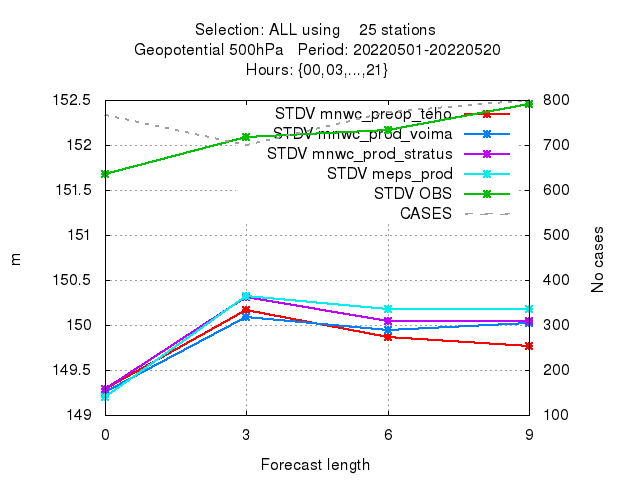 Selection: ALL using    25 stations
Geopotential 500hPa   Period: 20220501-20220520
Hours: {00,03,...,21}
152.5
152
151.5
151
150.5
150
149.5
149
m
STDV mnwc_preop_teho
STDV mnwc_prod_voima
STDV mnwc_prod_stratus
STDV meps_prod
STDV OBS
CASES
800
700
600
500
400
300
200
100
No cases
0 3 6 9
Forecast length